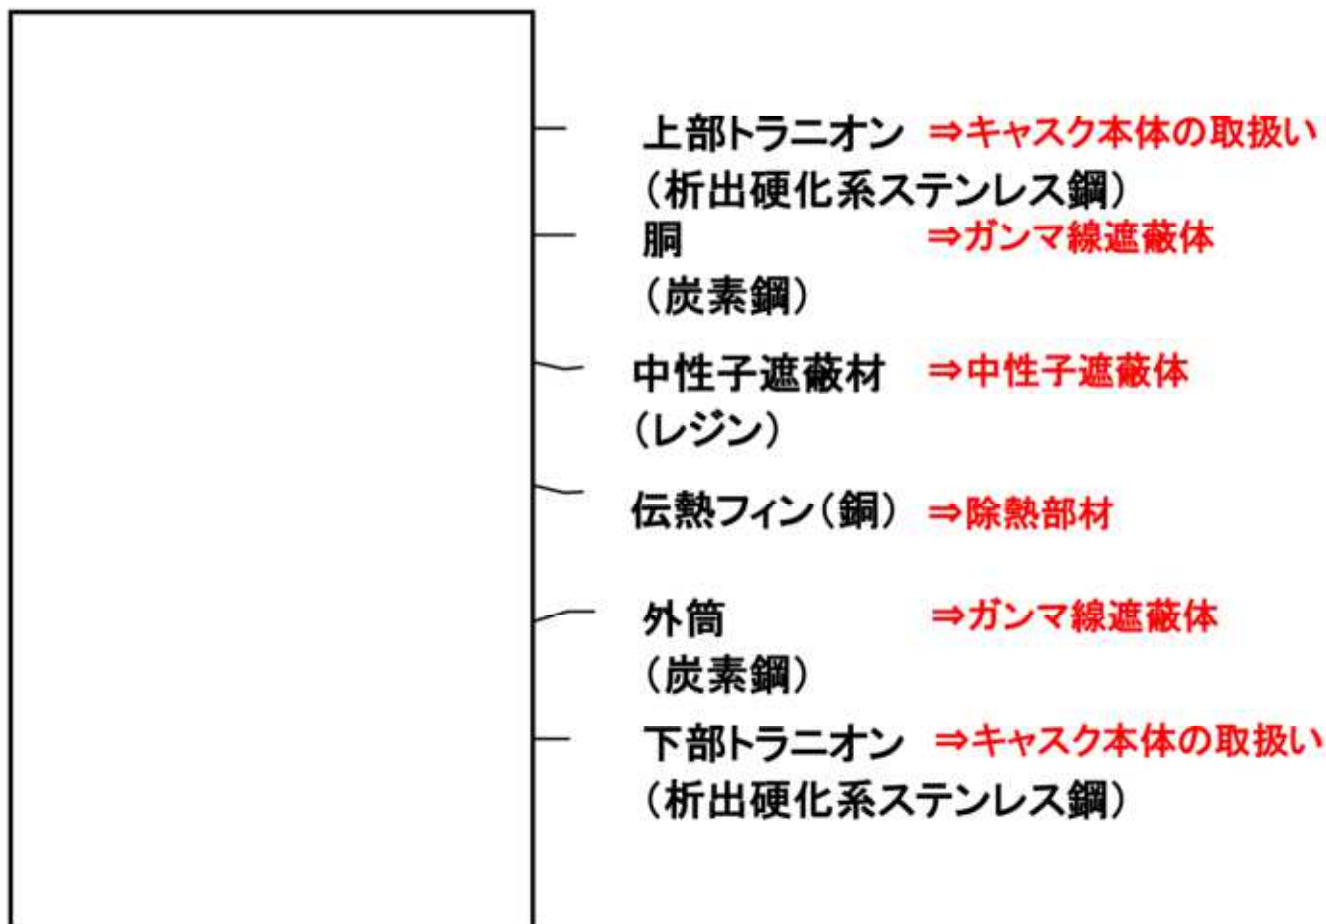 上部トラニオン ⇒キャスク本体の取扱い
（析出硬化系ステンレス鋼）
胴 ⇒ガンマ線遮蔽体
（炭素鋼）
中性子遮蔽材 ⇒中性子遮蔽体
（レジン）
伝熱フィン（銅） ⇒除熱部材
外筒 ⇒ガンマ線遮蔽体
（炭素鋼）
下部トラニオン ⇒キャスク本体の取扱い
（析出硬化系ステンレス鋼）